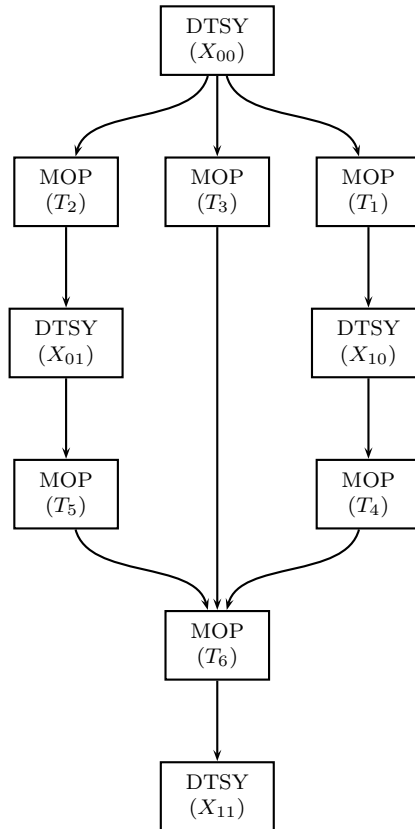 DTSY
(X₀₀)
MOP
(T₂)
MOP
(T₃)
MOP
(T₁)
DTSY
(X₀₁)
DTSY
(X₁₀)
MOP
(T₅)
MOP
(T₄)
MOP
(T₆)
DTSY
(X₁₁)